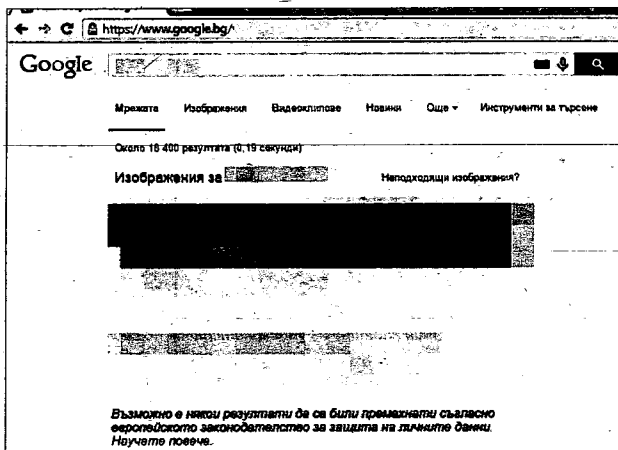 https://www.google.bg/
Google
Мрежата Изображения Видеоклипове Новини Още Инструменти за търсене
Около 16 400 резултата (0,19 секунди)
Изображения за
Неподходящи изображения?
Възможно е някои резултати да са били премахнати съгласно
европейското законодателство за защита на личните данни.
Научете повече.